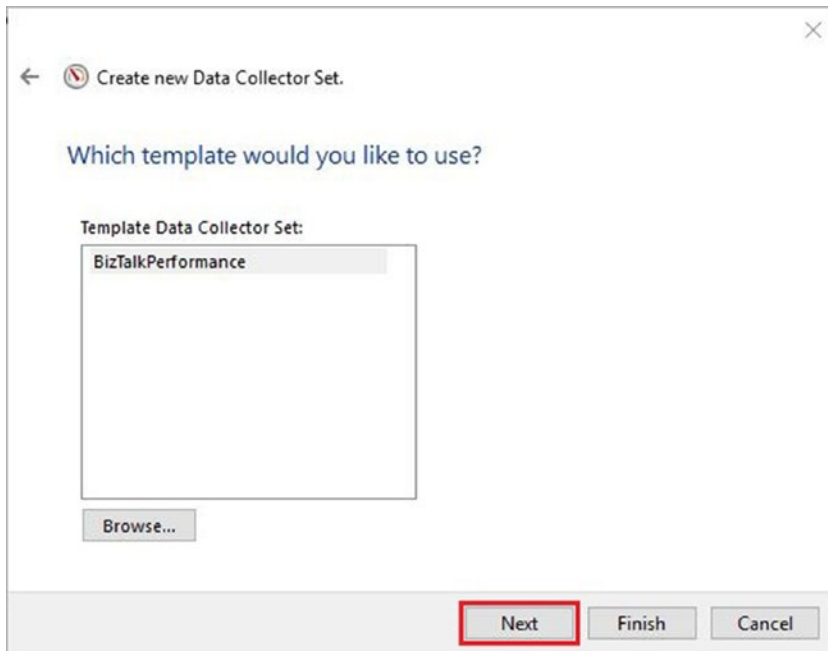 Create new Data Collector Set.
Which template would you like to use?
Template Data Collector Set:
BizTalkPerformance
Browse...
Next Finish Cancel